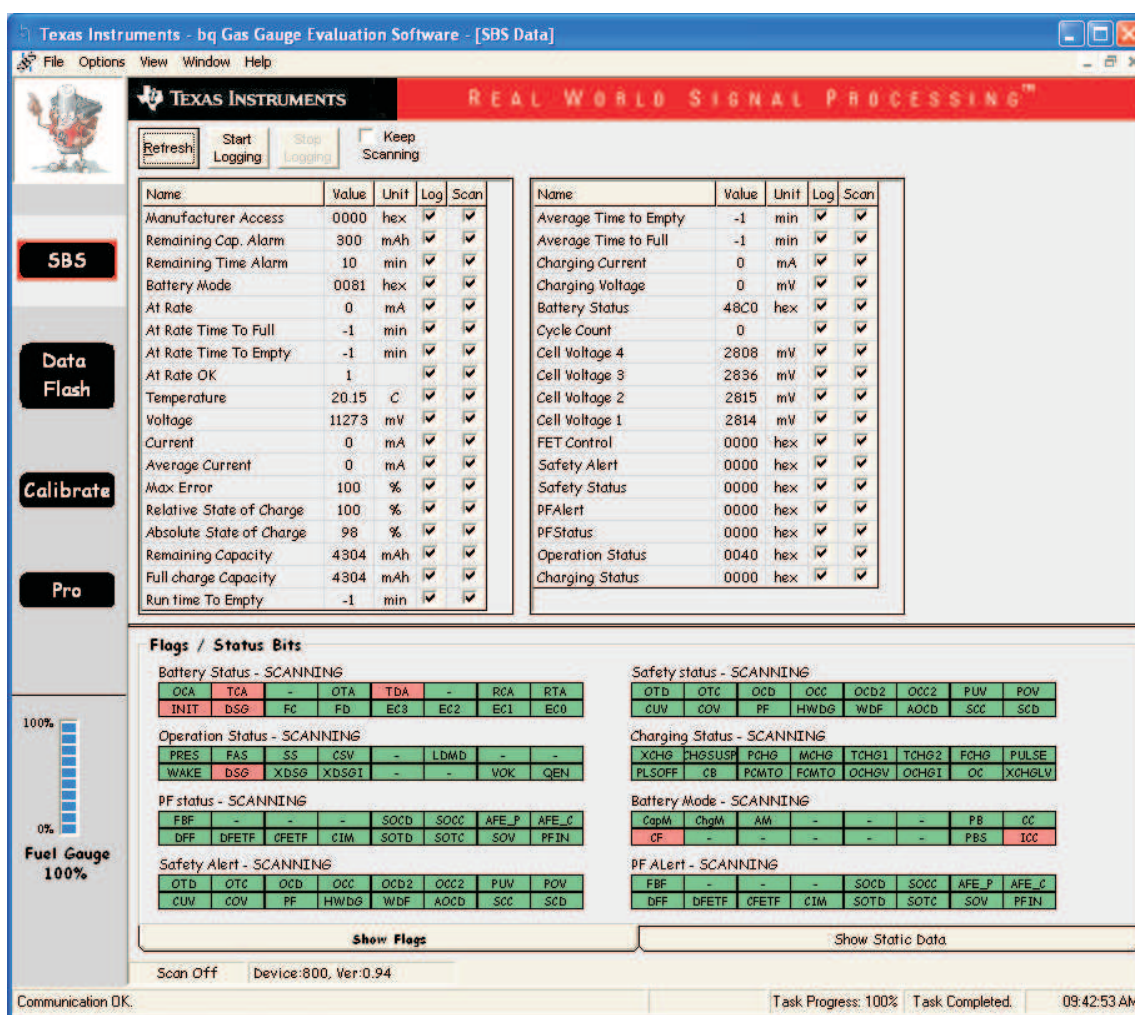 Texas Instruments - bq Gas Gauge Evaluation Software - [SBS Data]
File Options View Window Help
TEXAS INSTRUMENTS REAL WORLD SIGNAL PROCESSING™
Refresh Start Logging Stop Logging Keep Scanning
SBS
Data Flash
Calibrate
Pro
Name Value Unit Log Scan
Manufacturer Access 0000 hex
Remaining Cap. Alarm 300 mAh
Remaining Time Alarm 10 min
Battery Mode 0081 hex
At Rate 0 mA
At Rate Time To Full -1 min
At Rate Time To Empty -1 min
At Rate OK 1
Temperature 20.15 C
Voltage 11273 mV
Current 0 mA
Average Current 0 mA
Max Error 100 %
Relative State of Charge 100 %
Absolute State of Charge 98 %
Remaining Capacity 4304 mAh
Full charge Capacity 4304 mAh
Run time To Empty -1 min
Name Value Unit Log Scan
Average Time to Empty -1 min
Average Time to Full -1 min
Charging Current 0 mA
Charging Voltage 0 mV
Battery Status 48C0 hex
Cycle Count 0
Cell Voltage 4 2808 mV
Cell Voltage 3 2836 mV
Cell Voltage 2 2815 mV
Cell Voltage 1 2814 mV
FET Control 0000 hex
Safety Alert 0000 hex
Safety Status 0000 hex
PFAlert 0000 hex
PFStatus 0000 hex
Operation Status 0040 hex
Charging Status 0000 hex
Flags / Status Bits
Battery Status - SCANNING
OCA TCA - OTA TDA - RCA RTA
INIT DSG FC FD EC3 EC2 EC1 EC0
Operation Status - SCANNING
PRES FAS SS CSV - LDMD - -
WAKE DSG XDSG XDSGI - - VOK QEN
PF status - SCANNING
FBF - - - SOCD SOCC AFE_P AFE_C
DFF DFETF CFETF CIM SOTD SOTC SOV PFIN
Safety Alert - SCANNING
OTD OTC OCD OCC OCD2 OCC2 PUV POV
CUV COV PF HWDG WDF AOCD SCC SCD
Safety status - SCANNING
OTD OTC OCD OCC OCD2 OCC2 PUV POV
CUV COV PF HWDG WDF AOCD SCC SCD
Charging Status - SCANNING
XCHG CHGSUSP PCHG MCHG TCHG1 TCHG2 FCHG PULSE
PLSOFF CB PCMTO FCMTO OCHGV OCHGI OC XCHGLV
Battery Mode - SCANNING
CapM ChgM AM - - - PB CC
CF - - - - - PBS ICC
PF ALert - SCANNING
FBF - - - SOCD SOCC AFE_P AFE_C
DFF DFETF CFETF CIM SOTD SOTC SOV PFIN
100%
0%
Fuel Gauge
100%
Show Flags Show Static Data
Scan Off Device:800, Ver:0.94
Communication OK. Task Progress: 100% Task Completed. 09:42:53 AM